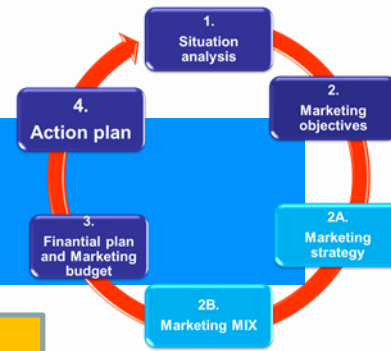 1.
Situation
analysis
2.
Marketing
objectives
2A.
Marketing
strategy
2B.
Marketing MIX
3.
Finantial plan
and Marketing
budget
4.
Action plan